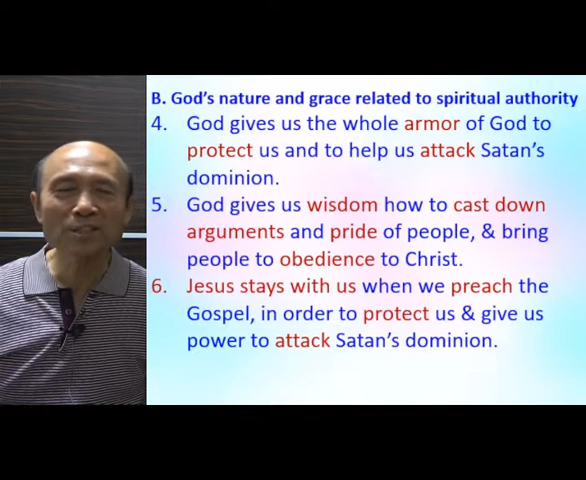 B. God's nature and grace related to spiritual authority
4. God gives us the whole armor of God to
protect us and to help us attack Satan's
dominion.
5. God gives us wisdom how to cast down
arguments and pride of people, & bring
people to obedience to Christ.
6. Jesus stays with us when we preach the
Gospel, in order to protect us & give us
power to attack Satan's dominion.